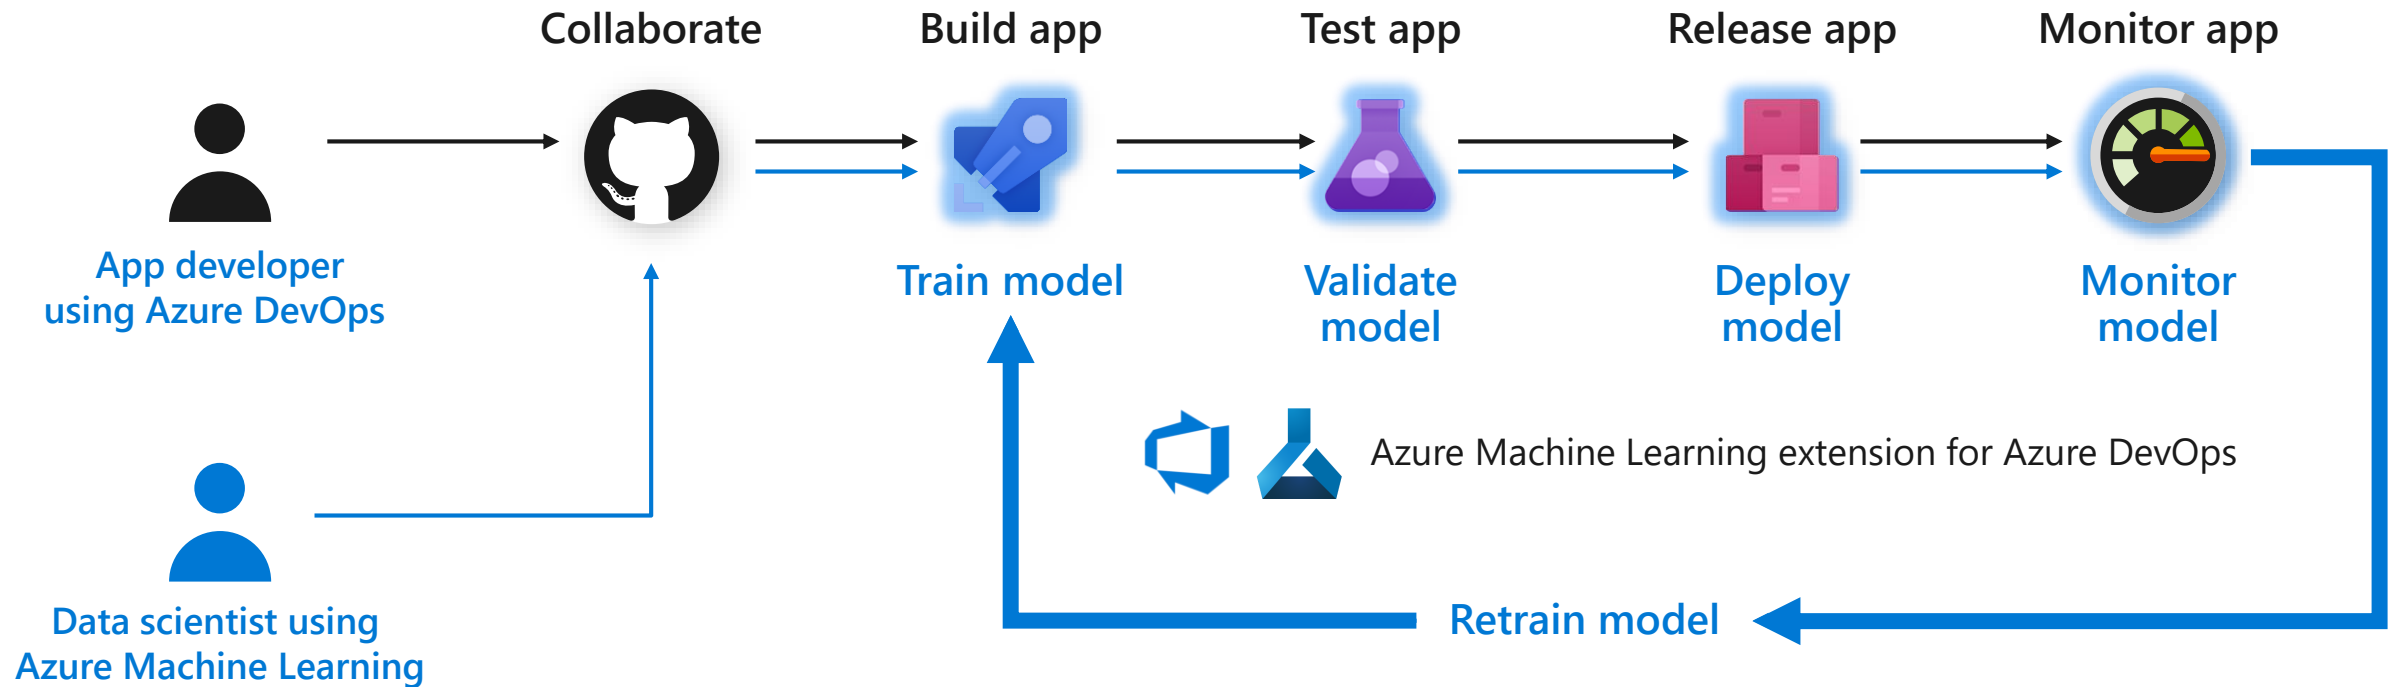 Collaborate
Build app
Test app
Release app
Monitor app
App developer
using Azure DevOps
Train model
Validate
model
Deploy
model
Monitor
model
Azure Machine Learning extension for Azure DevOps
Data scientist using
Azure Machine Learning
Retrain model